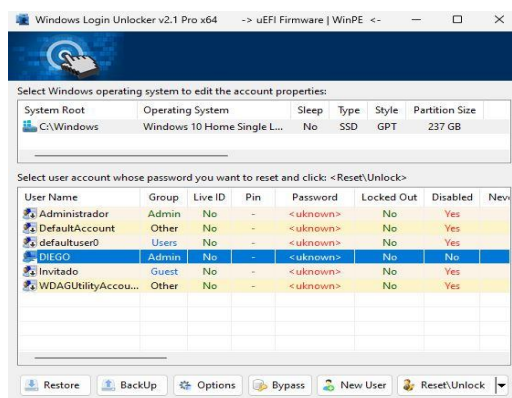 Windows Login Unlocker v2.1 Pro x64 -> uEFI Firmware | WinPE <-
Select Windows operating system to edit the account properties:
System Root Operating System Sleep Type Style Partition Size
C:\Windows Windows 10 Home Single L... No SSD GPT 237 GB
Select user account whose password you want to reset and click: <Reset\Unlock>
User Name Group Live ID Pin Password Locked Out Disabled Neve
Administrador Admin No - <uknown> No Yes
DefaultAccount Other No - <uknown> No Yes
defaultuser0 Users No - <uknown> No Yes
DIEGO Admin No - <uknown> No No
Invitado Guest No - <uknown> No Yes
WDAGUtilityAccou... Other No - <uknown> No Yes
Restore BackUp Options Bypass New User Reset\Unlock